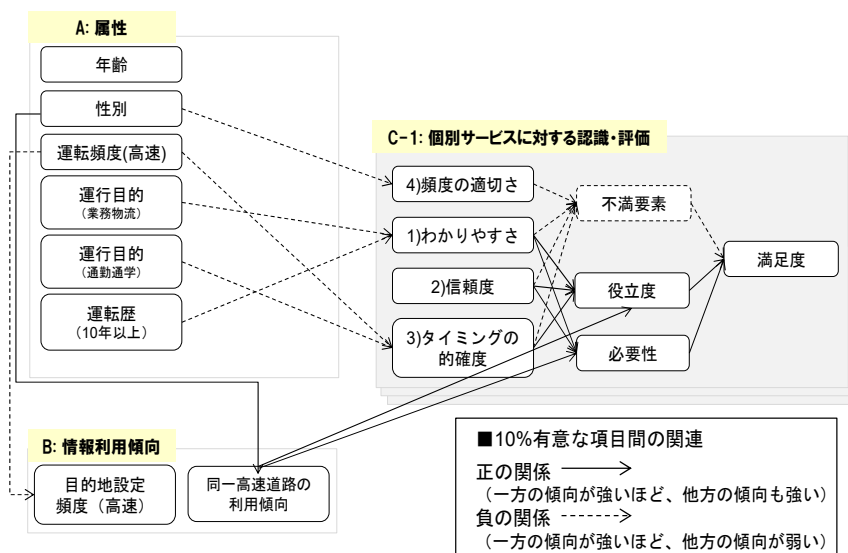 A: 属性
年齢
性別
運転頻度(高速)
運行目的
(業務物流)
運行目的
(通勤通学)
運転歴
(10年以上)
C-1: 個別サービスに対する認識・評価
4)頻度の適切さ
1)わかりやすさ
2)信頼度
3)タイミングの
的確度
不満要素
役立度
必要性
満足度
B: 情報利用傾向
目的地設定
頻度（高速）
同一高速道路の
利用傾向
■10%有意な項目間の関連
正の関係
（一方の傾向が強いほど、他方の傾向も強い）
負の関係
（一方の傾向が強いほど、他方の傾向が弱い）